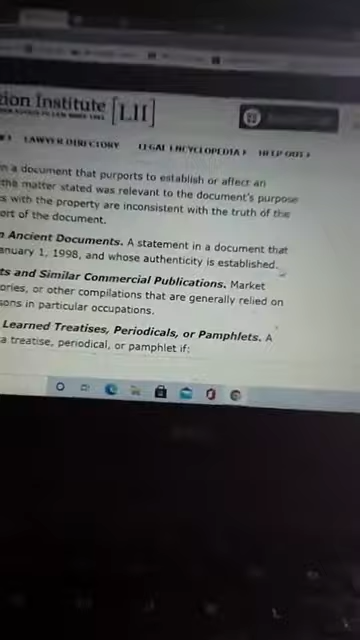 tion Institute [LII]
LAWYER DIRECTORY LEGAL ENCYCLOPEDIA HELP OUT
n a document that purports to establish or affect an
the matter stated was relevant to the document's purpose
s with the property are inconsistent with the truth of the
ort of the document.
n Ancient Documents. A statement in a document that
anuary 1, 1998, and whose authenticity is established.
ts and Similar Commercial Publications. Market
ories, or other compilations that are generally relied on
sons in particular occupations.
Learned Treatises, Periodicals, or Pamphlets. A
a treatise, periodical, or pamphlet if: